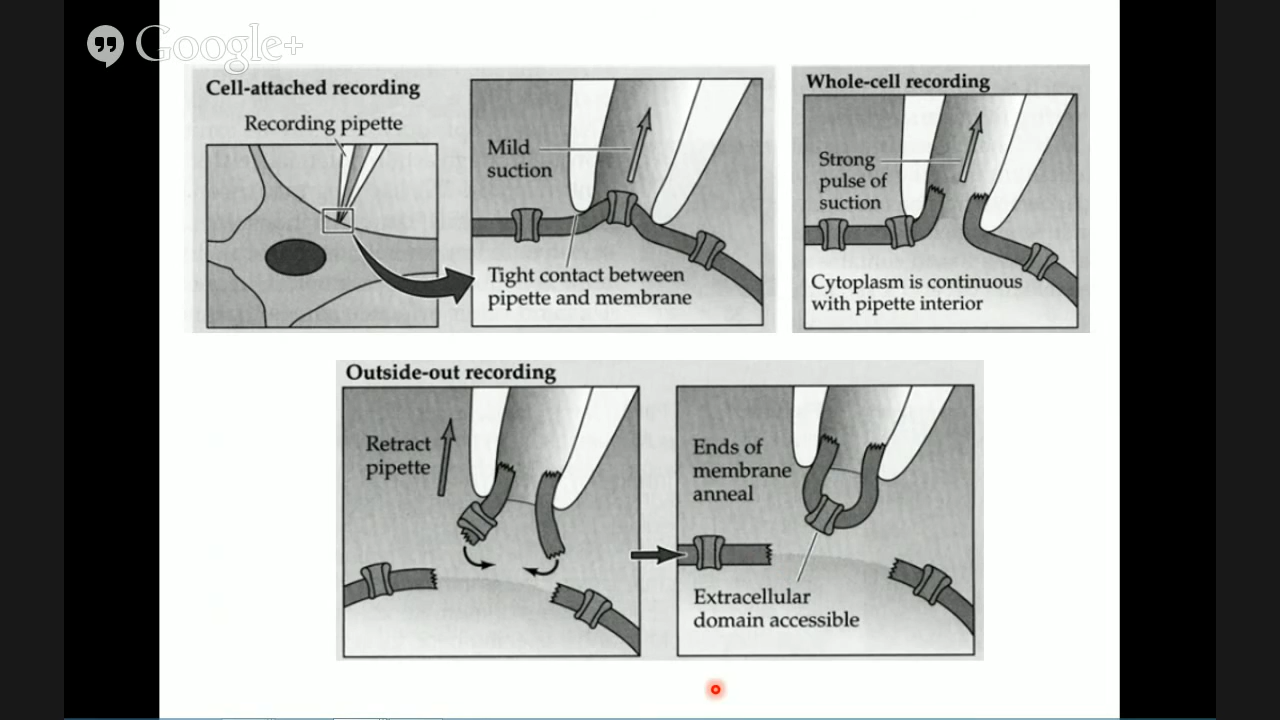 Google+
Cell-attached recording
Recording pipette
Mild
suction
Tight contact between
pipette and membrane
Whole-cell recording
Strong
pulse of
suction
Cytoplasm is continuous
with pipette interior
Outside-out recording
Retract
pipette
Ends of
membrane
anneal
Extracellular
domain accessible